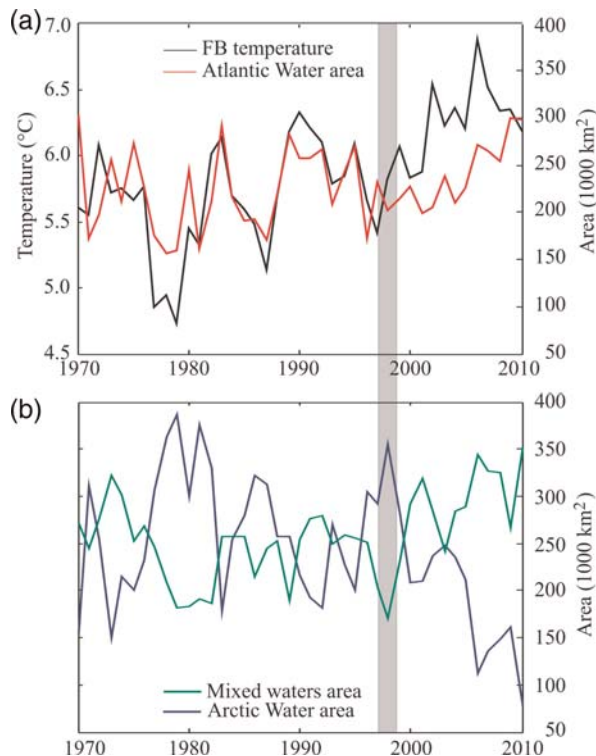 (a)
7.0
6.5
6.0
5.5
5.0
4.5
Temperature (°C)
FB temperature
Atlantic Water area
400
350
300
250
200
150
100
50
Area (1000 km²)
1970 1980 1990 2000 2010
(b)
400
350
300
250
200
150
100
50
Area (1000 km²)
Mixed waters area
Arctic Water area
1970 1980 1990 2000 2010